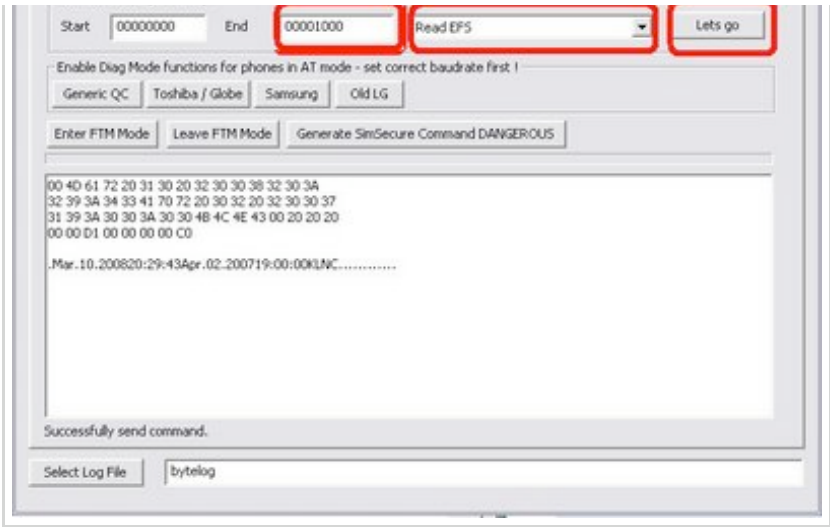 Start 00000000 End 00001000 Read EFS Lets go
Enable Diag Mode functions for phones in AT mode - set correct baudrate first !
Generic QC Toshiba / Globe Samsung Old LG
Enter FTM Mode Leave FTM Mode Generate SimSecure Command DANGEROUS
00 4D 61 72 20 31 30 20 32 30 30 38 32 30 3A
32 39 3A 34 33 41 70 72 20 30 32 20 32 30 30 37
31 39 3A 30 30 3A 30 30 4B 4C 4E 43 00 20 20 20
00 00 D1 00 00 00 00 C0
.Mar.10.200820:29:43Apr.02.200719:00:00KLNC............
Successfully send command.
Select Log File bytelog